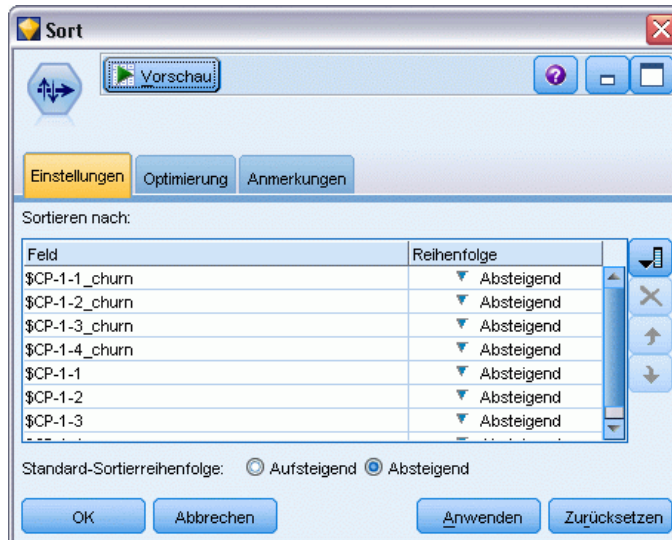 Sort
Vorschau
?
Einstellungen Optimierung Anmerkungen
Sortieren nach:
Feld Reihenfolge
$CP-1-1_churn Absteigend
$CP-1-2_churn Absteigend
$CP-1-3_churn Absteigend
$CP-1-4_churn Absteigend
$CP-1-1 Absteigend
$CP-1-2 Absteigend
$CP-1-3 Absteigend
Standard-Sortierreihenfolge: Aufsteigend Absteigend
OK Abbrechen Anwenden Zurücksetzen